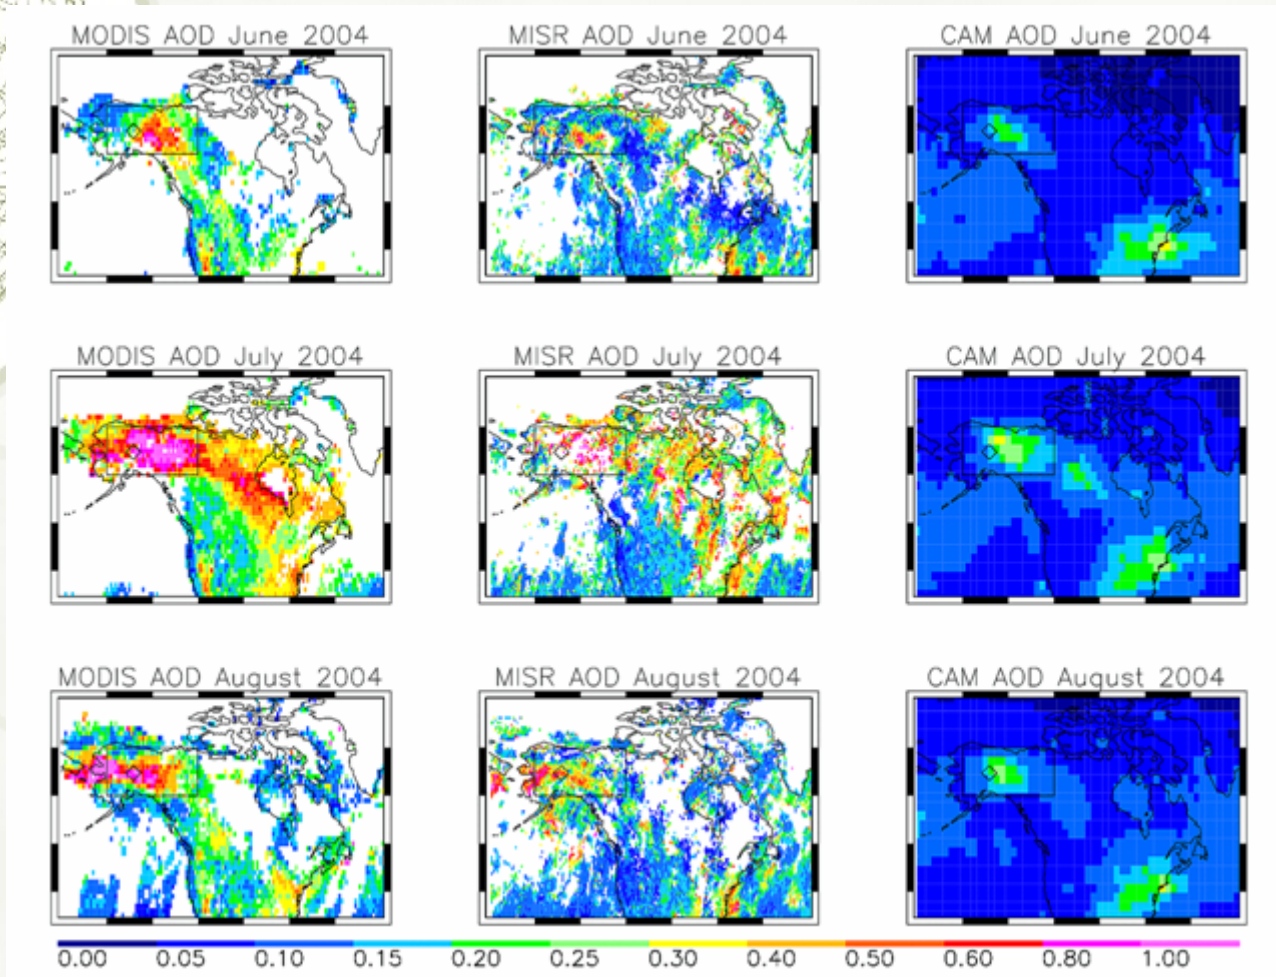 MODIS AOD June 2004
MISR AOD June 2004
CAM AOD June 2004
MODIS AOD July 2004
MISR AOD July 2004
CAM AOD July 2004
MODIS AOD August 2004
MISR AOD August 2004
CAM AOD August 2004
0.00 0.05 0.10 0.15 0.20 0.25 0.30 0.40 0.50 0.60 0.80 1.00